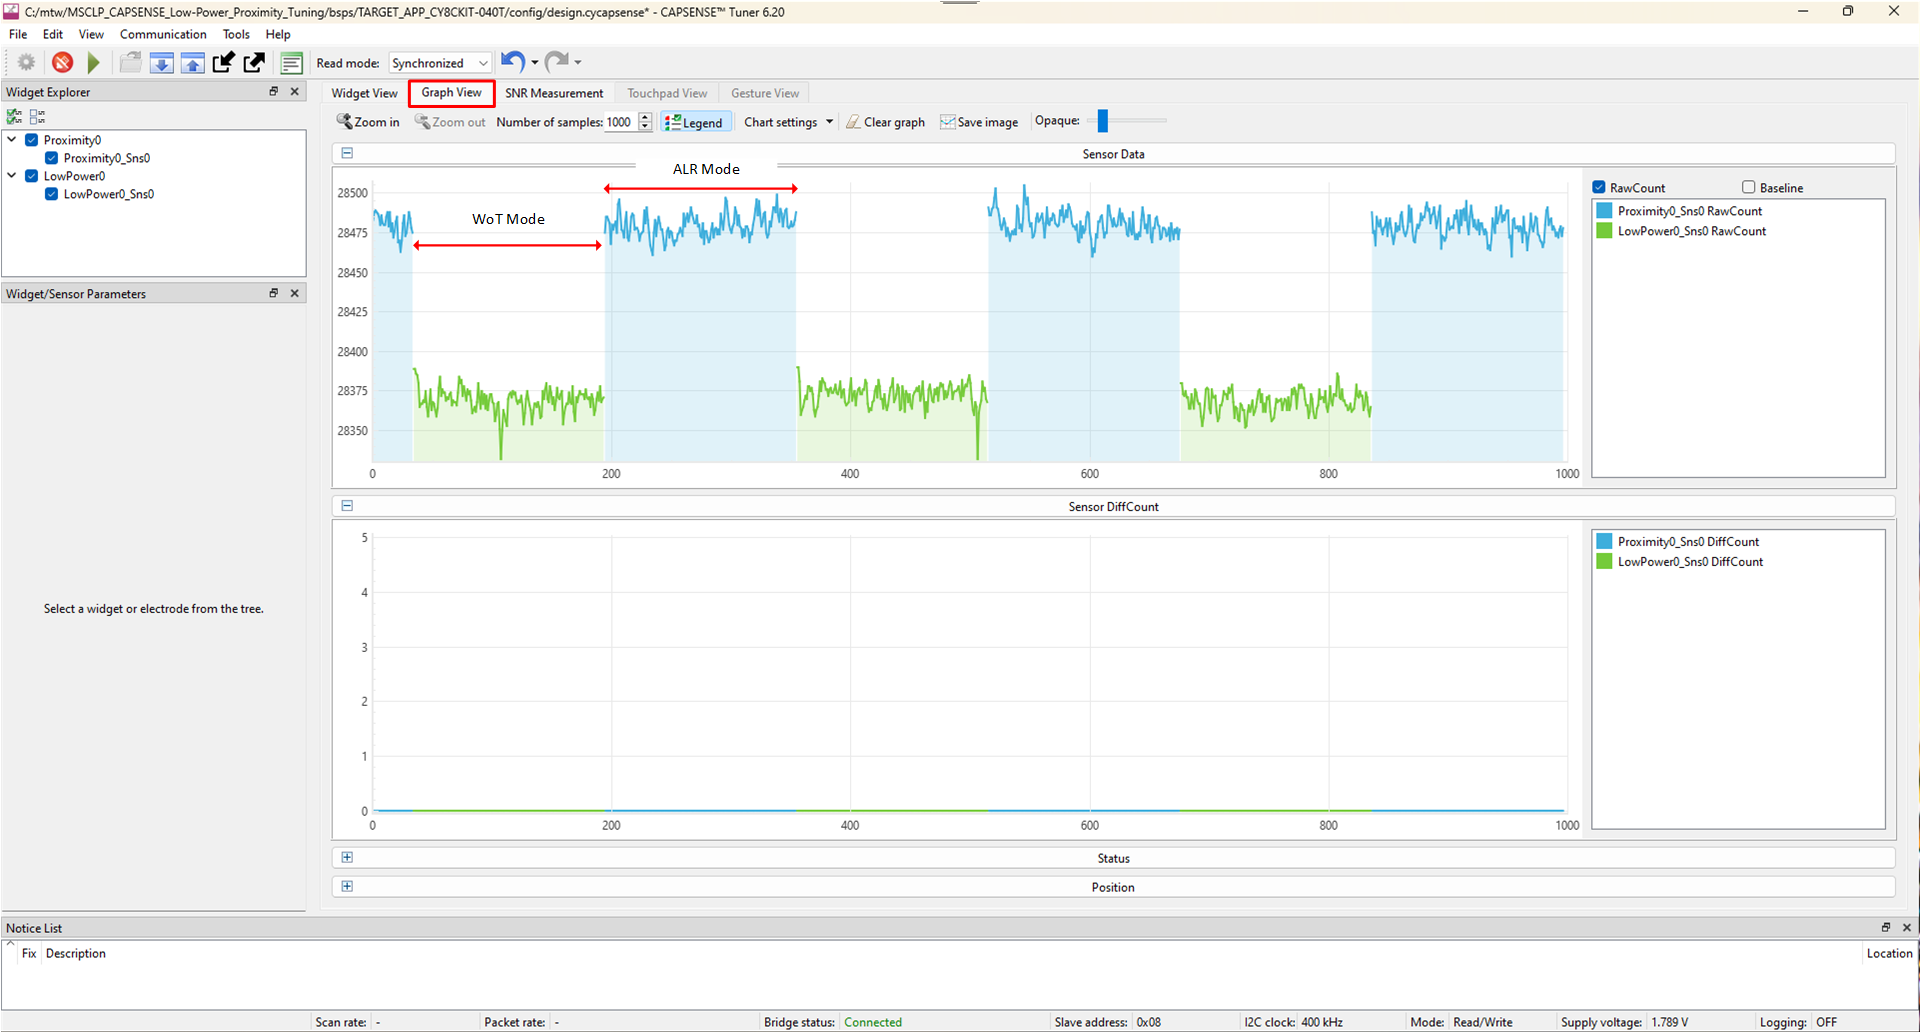 C:/mtw/MSCLP_CAPSENSE_Low-Power_Proximity_Tuning/bsps/TARGET_APP_CY8CKIT-040T/config/design.cycapsense* - CAPSENSE™ Tuner 6.20
File Edit View Communication Tools Help
Read mode: Synchronized
Widget Explorer
Proximity0
Proximity0_Sns0
LowPower0
LowPower0_Sns0
Widget/Sensor Parameters
Select a widget or electrode from the tree.
Widget View Graph View SNR Measurement Touchpad View Gesture View
Zoom in Zoom out Number of samples: 1000 Legend Chart settings Clear graph Save image Opaque:
Sensor Data
ALR Mode
WoT Mode
28500
28475
28450
28425
28400
28375
28350
0 200 400 600 800 1000
RawCount Baseline
Proximity0_Sns0 RawCount
LowPower0_Sns0 RawCount
Sensor DiffCount
5
4
3
2
1
0
0 200 400 600 800 1000
Proximity0_Sns0 DiffCount
LowPower0_Sns0 DiffCount
Status
Position
Notice List
Fix Description Location
Scan rate: - Packet rate: - Bridge status: Connected Slave address: 0x08 I2C clock: 400 kHz Mode: Read/Write Supply voltage: 1.789 V Logging: OFF